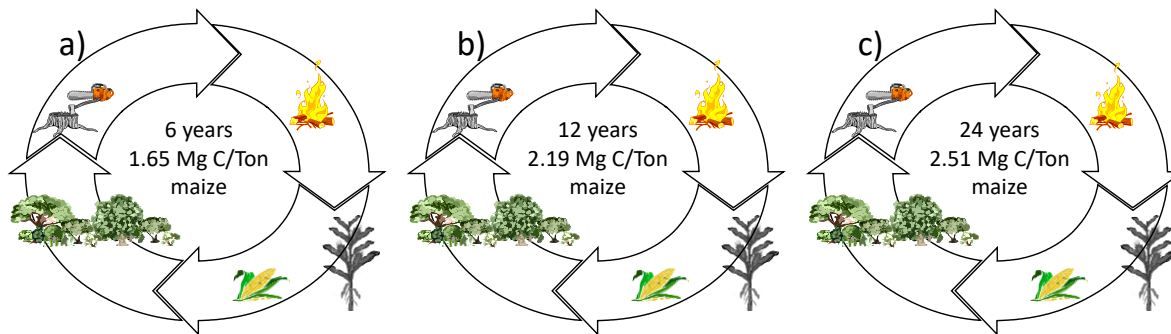 a)
6 years
1.65 Mg C/Ton
maize
b)
12 years
2.19 Mg C/Ton
maize
c)
24 years
2.51 Mg C/Ton
maize